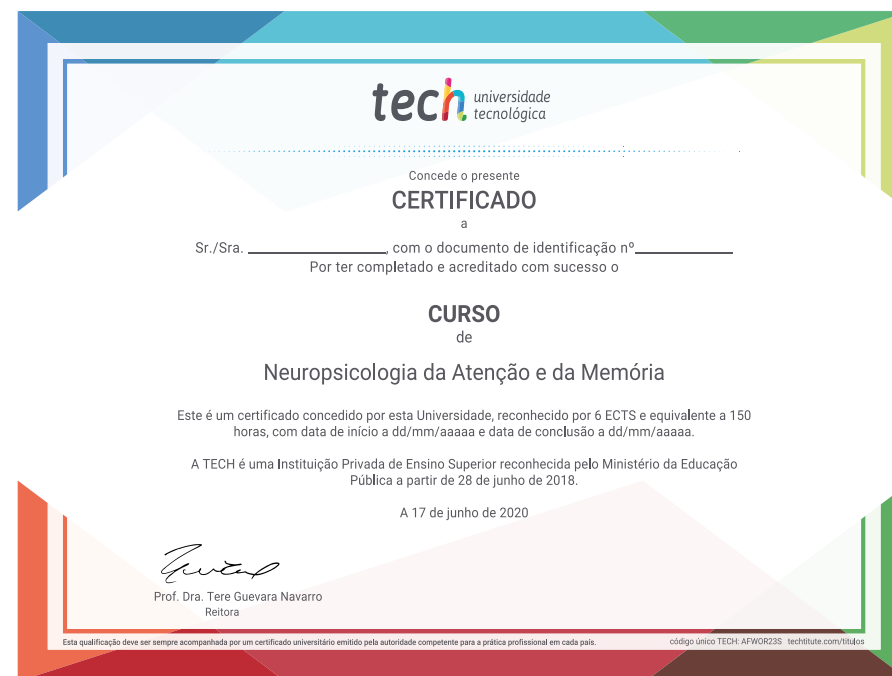 tech universidade
tecnológica
Concede o presente
CERTIFICADO
a
Sr./Sra. ____________________, com o documento de identificação nº______________
Por ter completado e acreditado com sucesso o
CURSO
de
Neuropsicologia da Atenção e da Memória
Este é um certificado concedido por esta Universidade, reconhecido por 6 ECTS e equivalente a 150
horas, com data de início a dd/mm/aaaaa e data de conclusão a dd/mm/aaaaa.
A TECH é uma Instituição Privada de Ensino Superior reconhecida pelo Ministério da Educação
Pública a partir de 28 de junho de 2018.
A 17 de junho de 2020
Prof. Dra. Tere Guevara Navarro
Reitora
Esta qualificação deve ser sempre acompanhada por um certificado universitário emitido pela autoridade competente para a prática profissional em cada país.
código único TECH: AFWOR23S techtitute.com/titulos